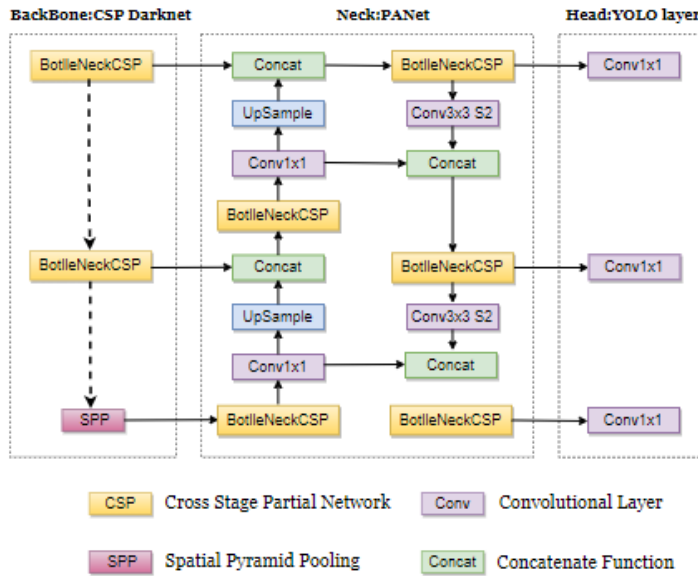 BackBone:CSP Darknet Neck:PANet Head:YOLO layer
BotlleNeckCSP Concat BotlleNeckCSP Conv1x1
UpSample Conv3x3 S2
Conv1x1 Concat
BotlleNeckCSP
BotlleNeckCSP Concat BotlleNeckCSP Conv1x1
UpSample Conv3x3 S2
Conv1x1 Concat
SPP BotlleNeckCSP BotlleNeckCSP Conv1x1
CSP Cross Stage Partial Network Conv Convolutional Layer
SPP Spatial Pyramid Pooling Concat Concatenate Function